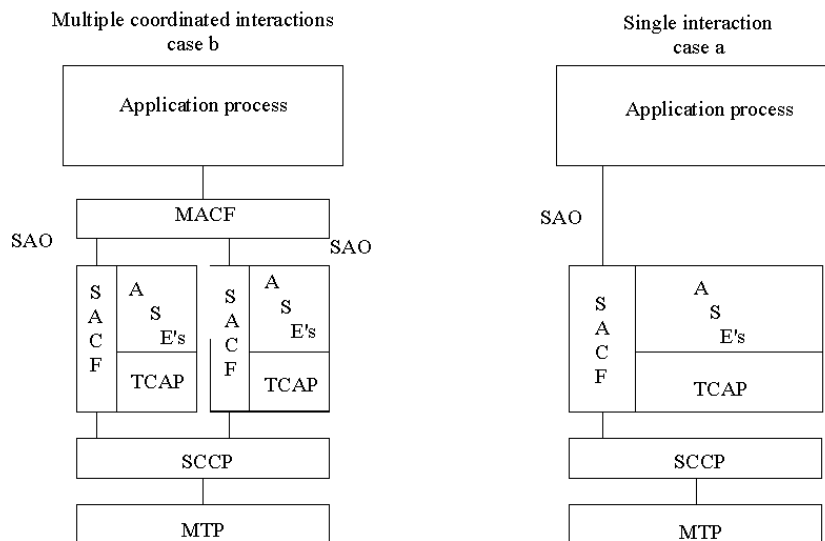 Multiple coordinated interactions
case b
Application process
MACF
SAO
SAO
S
A
C
F
A
S
E's
TCAP
S
A
C
F
A
S
E's
TCAP
SCCP
MTP
Single interaction
case a
Application process
SAO
S
A
C
F
A
S
E's
TCAP
SCCP
MTP